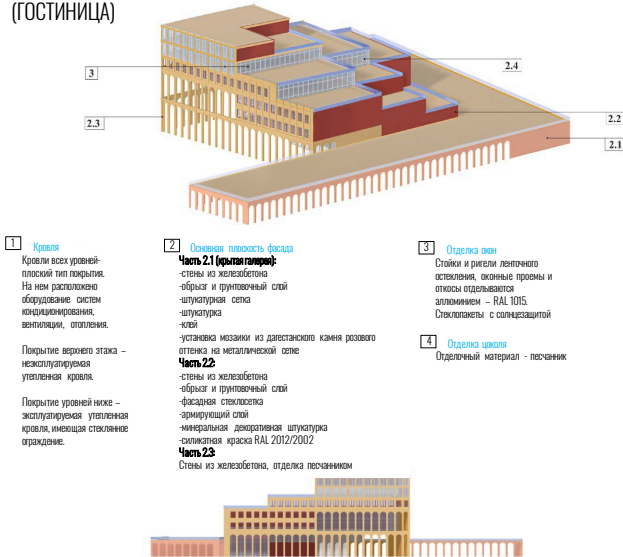 (ГОСТИНИЦА)
3
2.3
2.4
2.2
2.1
1 Кровля
Кровли всех уровней-
плоский тип покрытия.
На нем расположено
оборудование систем
кондиционирования,
вентиляции, отопления.
Покрытие верхнего этажа –
неэксплуатируемая
утепленная кровля.
Покрытие уровней ниже –
эксплуатируемая утепленная
кровля, имеющая стеклянное
ограждение.
2 Основная плоскость фасада
Часть 2.1 (крытая галерея):
-стены из железобетона
-обрызг и грунтовочный слой
-штукатурная сетка
-штукатурка
-клей
-установка мозаики из дагестанского камня розового
оттенка на металлической сетке
Часть 2.2:
-стены из железобетона
-обрызг и грунтовочный слой
-фасадная стеклосетка
-армирующий слой
-минеральная декоративная штукатурка
-силикатная краска RAL 2012/2002
Часть 2.3:
Стены из железобетона, отделка песчанником
3 Отделка окон
Стойки и ригели ленточного
остекления, оконные проемы и
откосы отделываются
аллюминием – RAL 1015.
Стеклопакеты с солнцезащитой
4 Отделка цоколя
Отделочный материал - песчанник